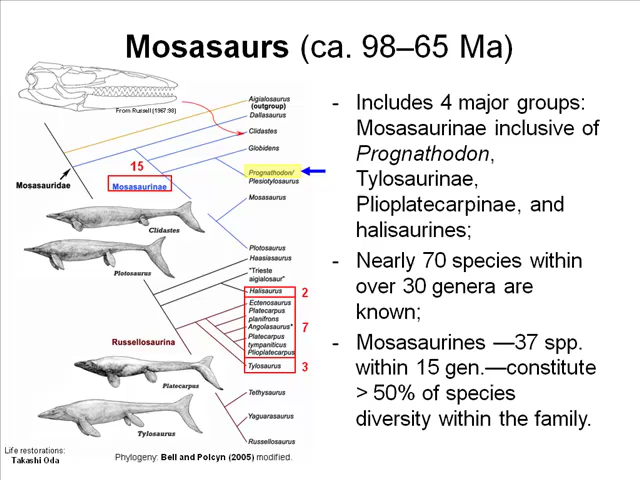 Mosasaurs (ca. 98–65 Ma)
From Russell (1967:98)
Aigialosaurus
(outgroup)
Dallasaurus
Clidastes
Globidens
15
Prognathodon/
Plesiotylosaurus
Mosasauridae
Mosasaurinae
Mosasaurus
Clidastes
Plotosaurus
Haasiasaurus
Plotosaurus
"Trieste
aigialosaur"
Halisaurus
2
Ectenosaurus
Platecarpus
planifrons
Angolasaurus*
7
Platecarpus
tympaniticus
Plioplatecarpus
Russellosaurina
Tylosaurus
3
Platecarpus
Tethysaurus
Yaguarasaurus
Tylosaurus
Russellosaurus
Life restorations:
Takashi Oda
Phylogeny: Bell and Polcyn (2005) modified.
- Includes 4 major groups:
Mosasaurinae inclusive of
Prognathodon,
Tylosaurinae,
Plioplatecarpinae, and
halisaurines;
- Nearly 70 species within
over 30 genera are
known;
- Mosasaurines —37 spp.
within 15 gen.—constitute
> 50% of species
diversity within the family.